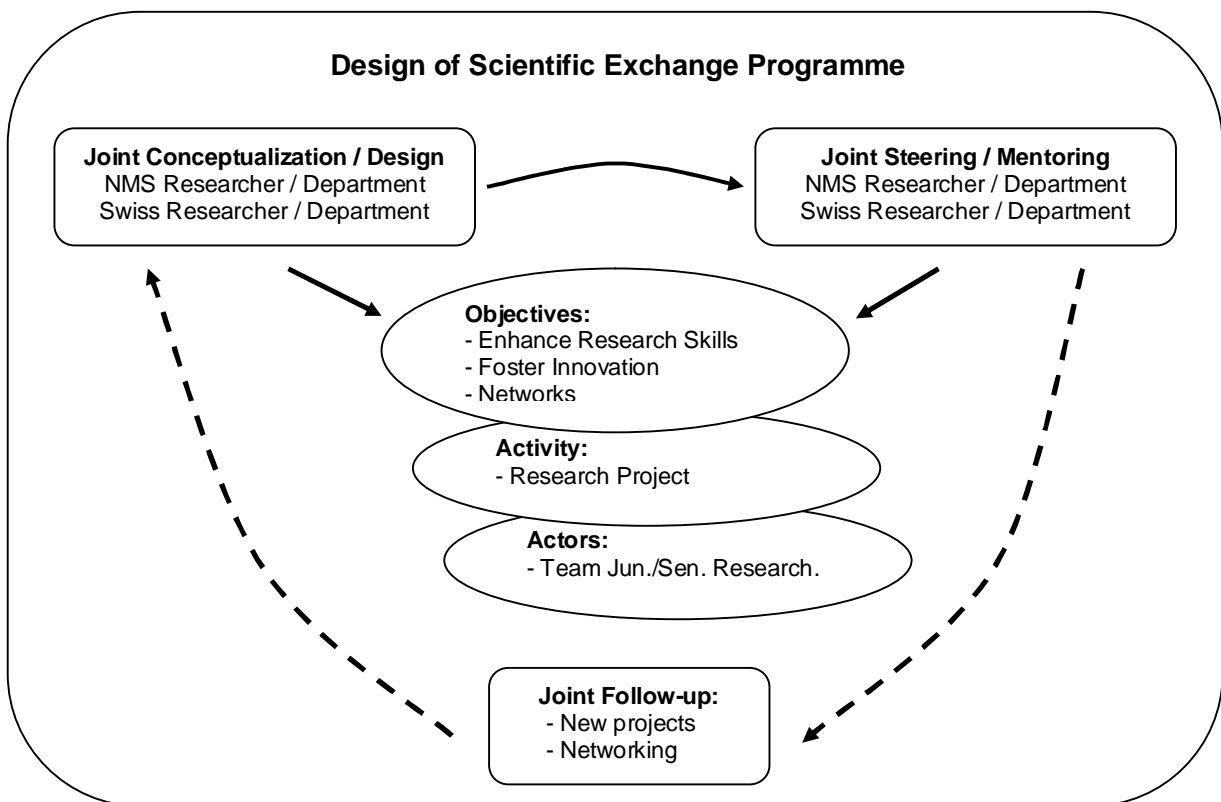 Design of Scientific Exchange Programme
Joint Conceptualization / Design
NMS Researcher / Department
Swiss Researcher / Department
Joint Steering / Mentoring
NMS Researcher / Department
Swiss Researcher / Department
Objectives:
- Enhance Research Skills
- Foster Innovation
- Networks
Activity:
- Research Project
Actors:
- Team Jun./Sen. Research.
Joint Follow-up:
- New projects
- Networking